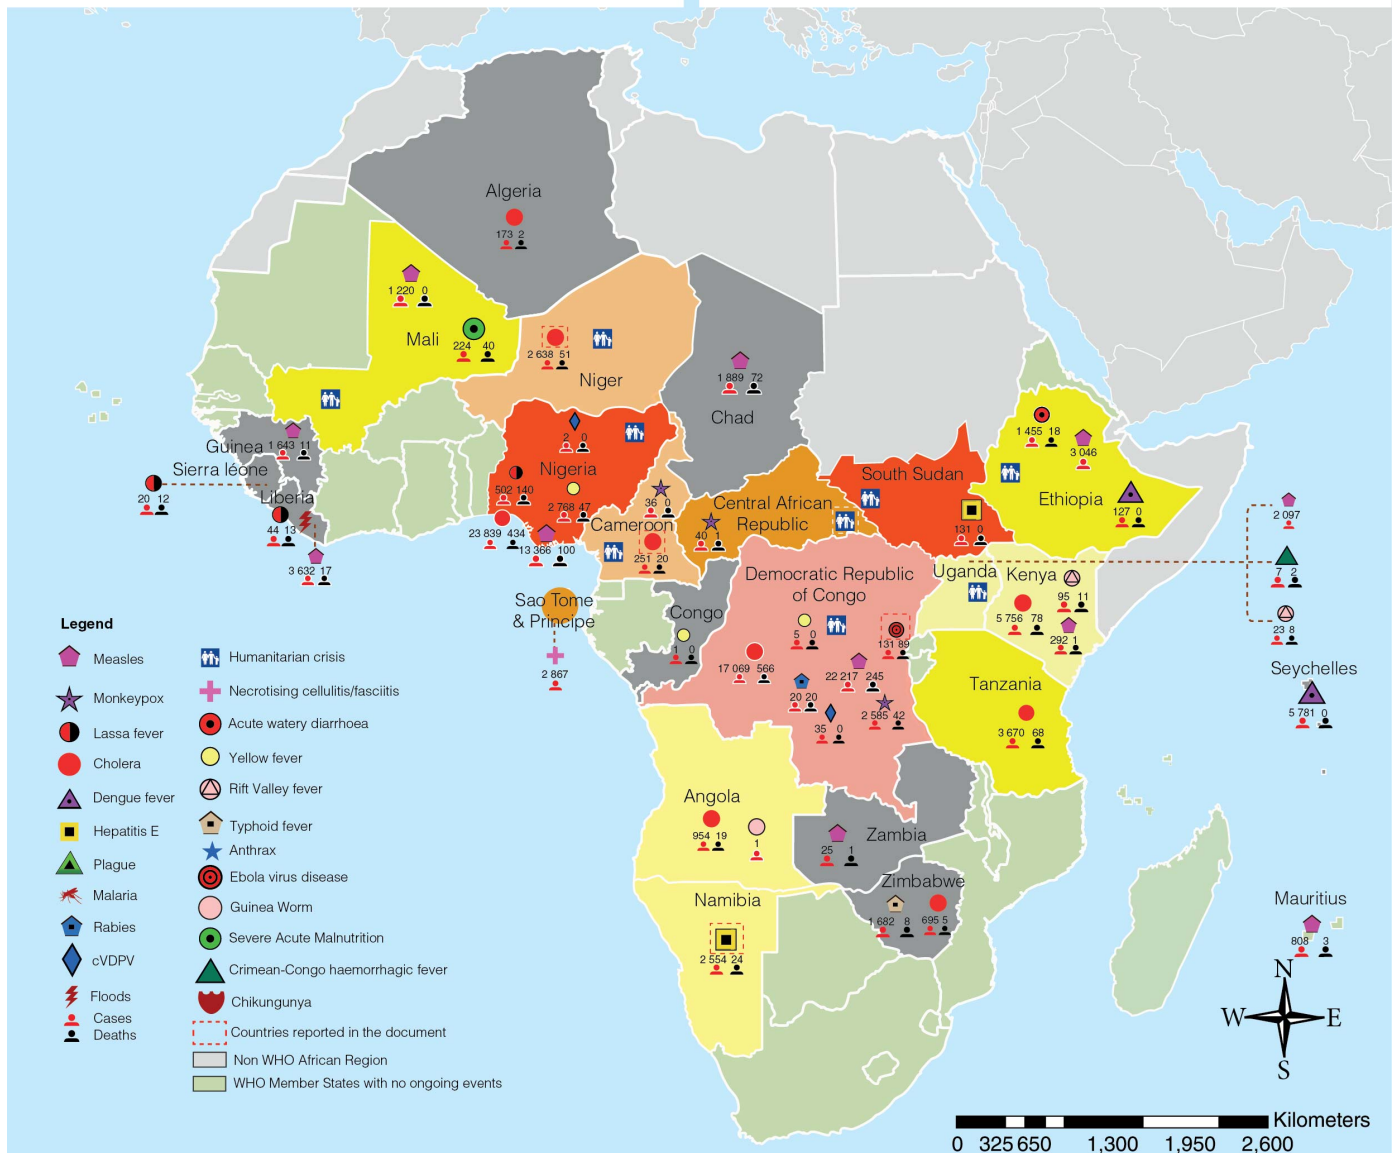 Algeria
173 2
1 220 0
Mali
224 40
2 638 51
Niger
1 889 72
Chad
Guinea
1 643 11
Sierra léone
20 12
Liberia
44 13
3 632 17
2 0
Nigeria
502 140
2 768 47
23 839 434
13 366 100
36 0
Cameroon
251 20
Central African
Republic
40 1
South Sudan
131 0
1 455 18
3 046
Ethiopia
127 0
2 097
7 2
23 8
Uganda
Kenya
95 11
5 756 78
292 1
Democratic Republic
of Congo
5 0
131 89
17 069 566
22 217 245
20 20
2 585 42
35 0
Congo
1 0
Sao Tome
& Principe
2 867
Tanzania
3 670 68
Seychelles
5 781 0
Angola
954 19
1
Zambia
25 1
Zimbabwe
1 682 8
695 5
Namibia
2 554 24
Mauritius
808 3
Legend
Measles
Monkeypox
Lassa fever
Cholera
Dengue fever
Hepatitis E
Plague
Malaria
Rabies
cVDPV
Floods
Cases
Deaths
Humanitarian crisis
Necrotising cellulitis/fasciitis
Acute watery diarrhoea
Yellow fever
Rift Valley fever
Typhoid fever
Anthrax
Ebola virus disease
Guinea Worm
Severe Acute Malnutrition
Crimean-Congo haemorrhagic fever
Chikungunya
Countries reported in the document
Non WHO African Region
WHO Member States with no ongoing events
N
W E
S
Kilometers
0 325 650 1,300 1,950 2,600